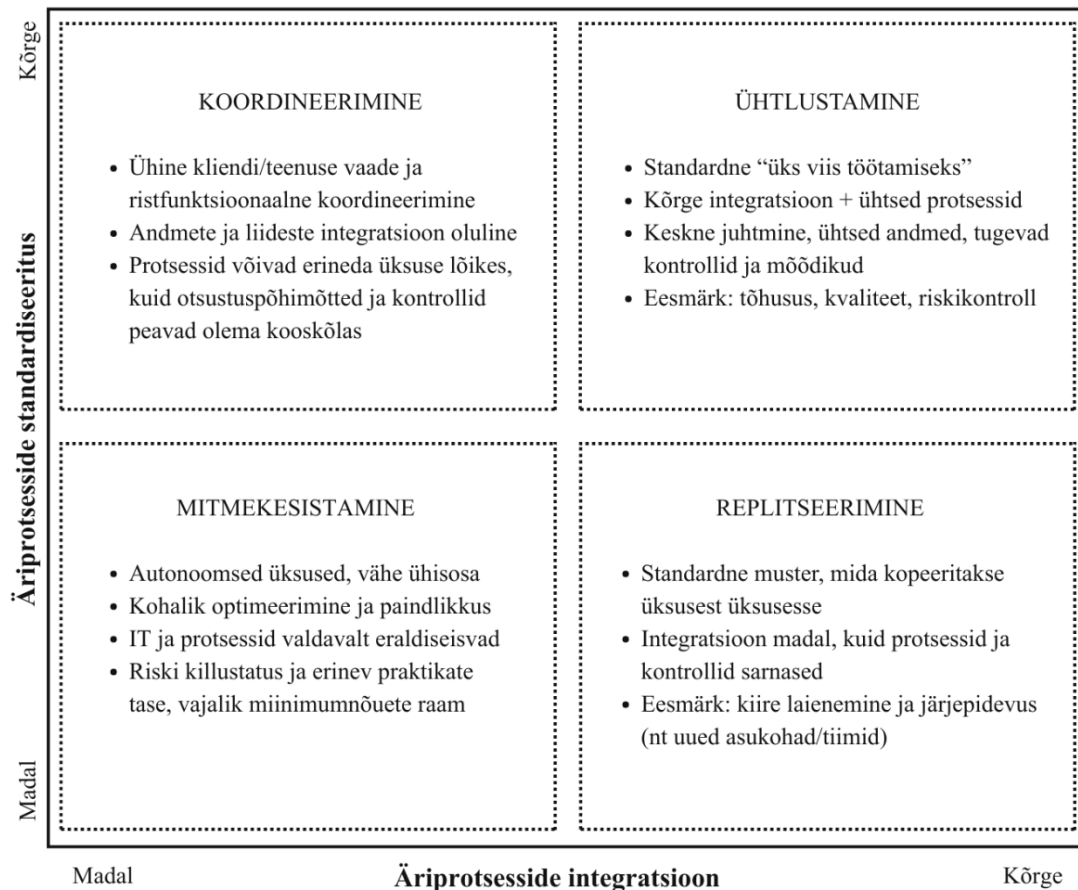 Kõrge
KOORDINEERIMINE
• Ühine kliendi/teenuse vaade ja
ristfunktsionaalne koordineerimine
• Andmete ja liideste integratsioon oluline
• Protsessid võivad erineda üksuse lõikes,
kuid otsustuspõhimõtted ja kontrollid
peavad olema kooskõlas
ÜHTLUSTAMINE
• Standardne “üks viis töötamiseks”
• Kõrge integratsioon + ühtsed protsessid
• Keskne juhtmine, ühtsed andmed, tugevad
kontrollid ja mõõdikud
• Eesmärk: tõhusus, kvaliteet, riskikontroll
Äriprotsesside standardiseeritus
MITMEKESISTAMINE
• Autonoomsed üksused, vähe ühisosa
• Kohalik optimeerimine ja paindlikkus
• IT ja protsessid valdavalt eraldiseisvad
• Riski killustatus ja erinev praktikate
tase, vajalik miinimumnõuete raam
REPLITSEERIMINE
• Standardne muster, mida kopeeritakse
üksusest üksusesse
• Integratsioon madal, kuid protsessid ja
kontrollid sarnased
• Eesmärk: kiire laienemine ja järjepidevus
(nt uued asukohad/tiimid)
Madal
Madal
Äriprotsesside integratsioon
Kõrge